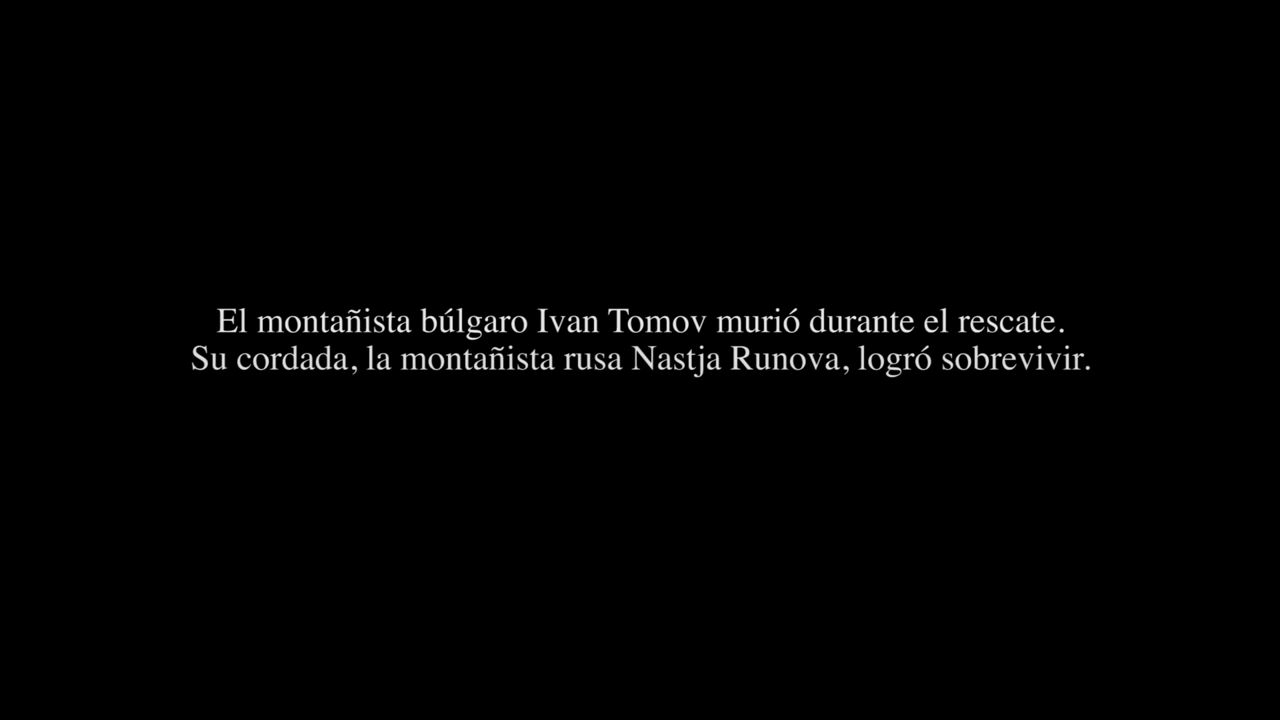 El montañista búlgaro Ivan Tomov murió durante el rescate.
Su cordada, la montañista rusa Nastja Runova, logró sobrevivir.